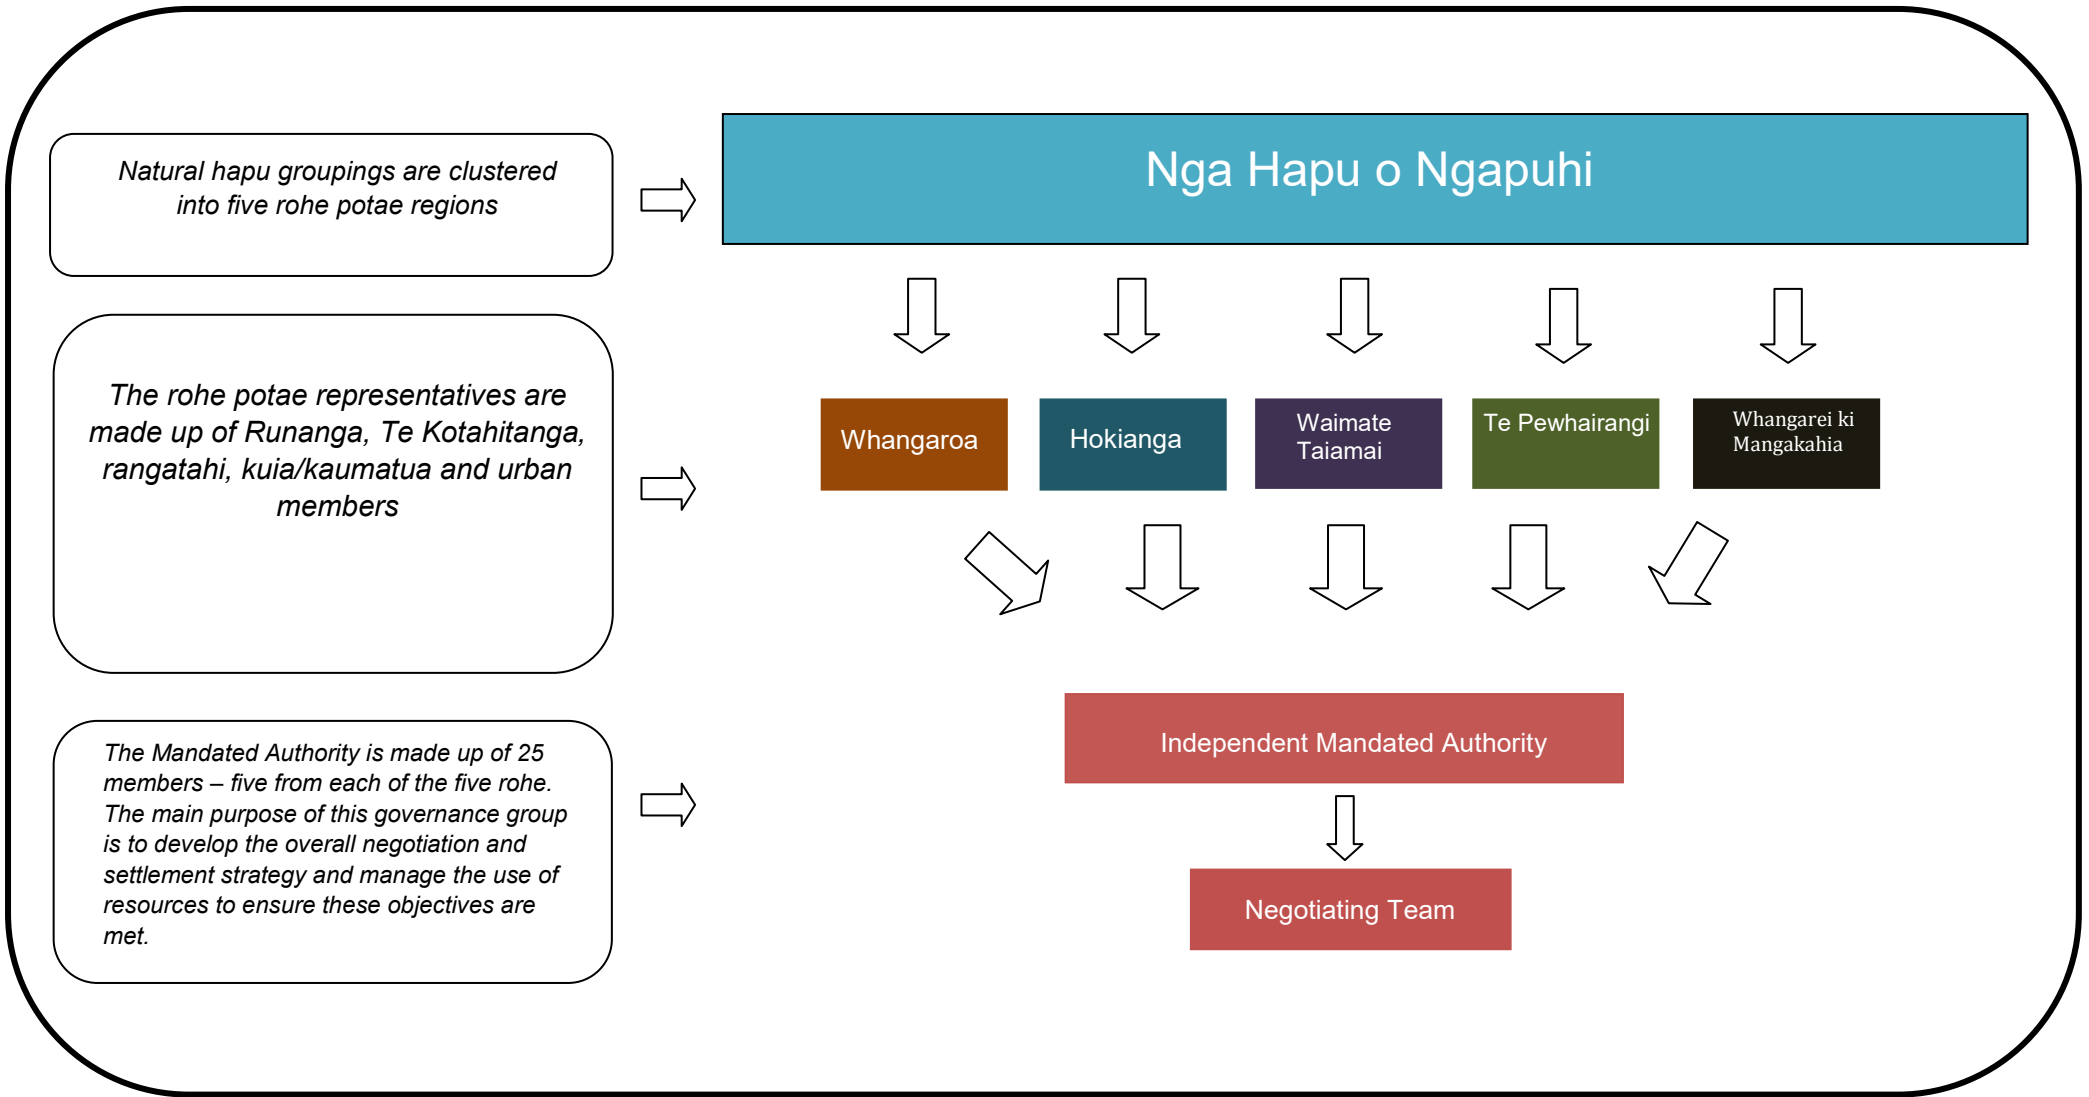 Natural hapu groupings are clustered
into five rohe potae regions
Nga Hapu o Ngapuhi
The rohe potae representatives are
made up of Runanga, Te Kotahitanga,
rangatahi, kuia/kaumatua and urban
members
Whangaroa
Hokianga
Waimate
Taiamai
Te Pewhairangi
Whangarei ki
Mangakahia
The Mandated Authority is made up of 25
members – five from each of the five rohe.
The main purpose of this governance group
is to develop the overall negotiation and
settlement strategy and manage the use of
resources to ensure these objectives are
met.
Independent Mandated Authority
Negotiating Team